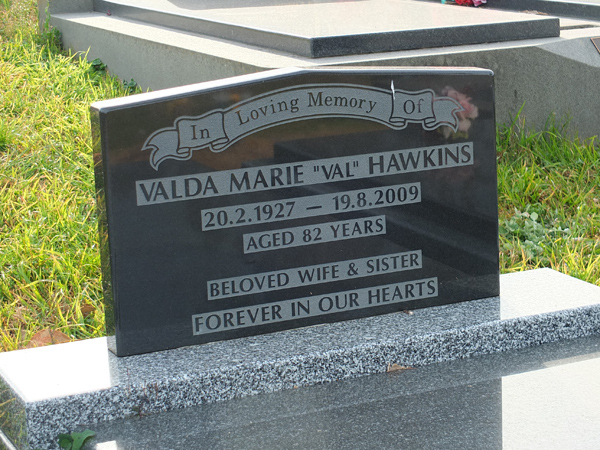 In Loving Memory Of
VALDA MARIE "VAL" HAWKINS
20.2.1927 — 19.8.2009
AGED 82 YEARS
BELOVED WIFE & SISTER
FOREVER IN OUR HEARTS